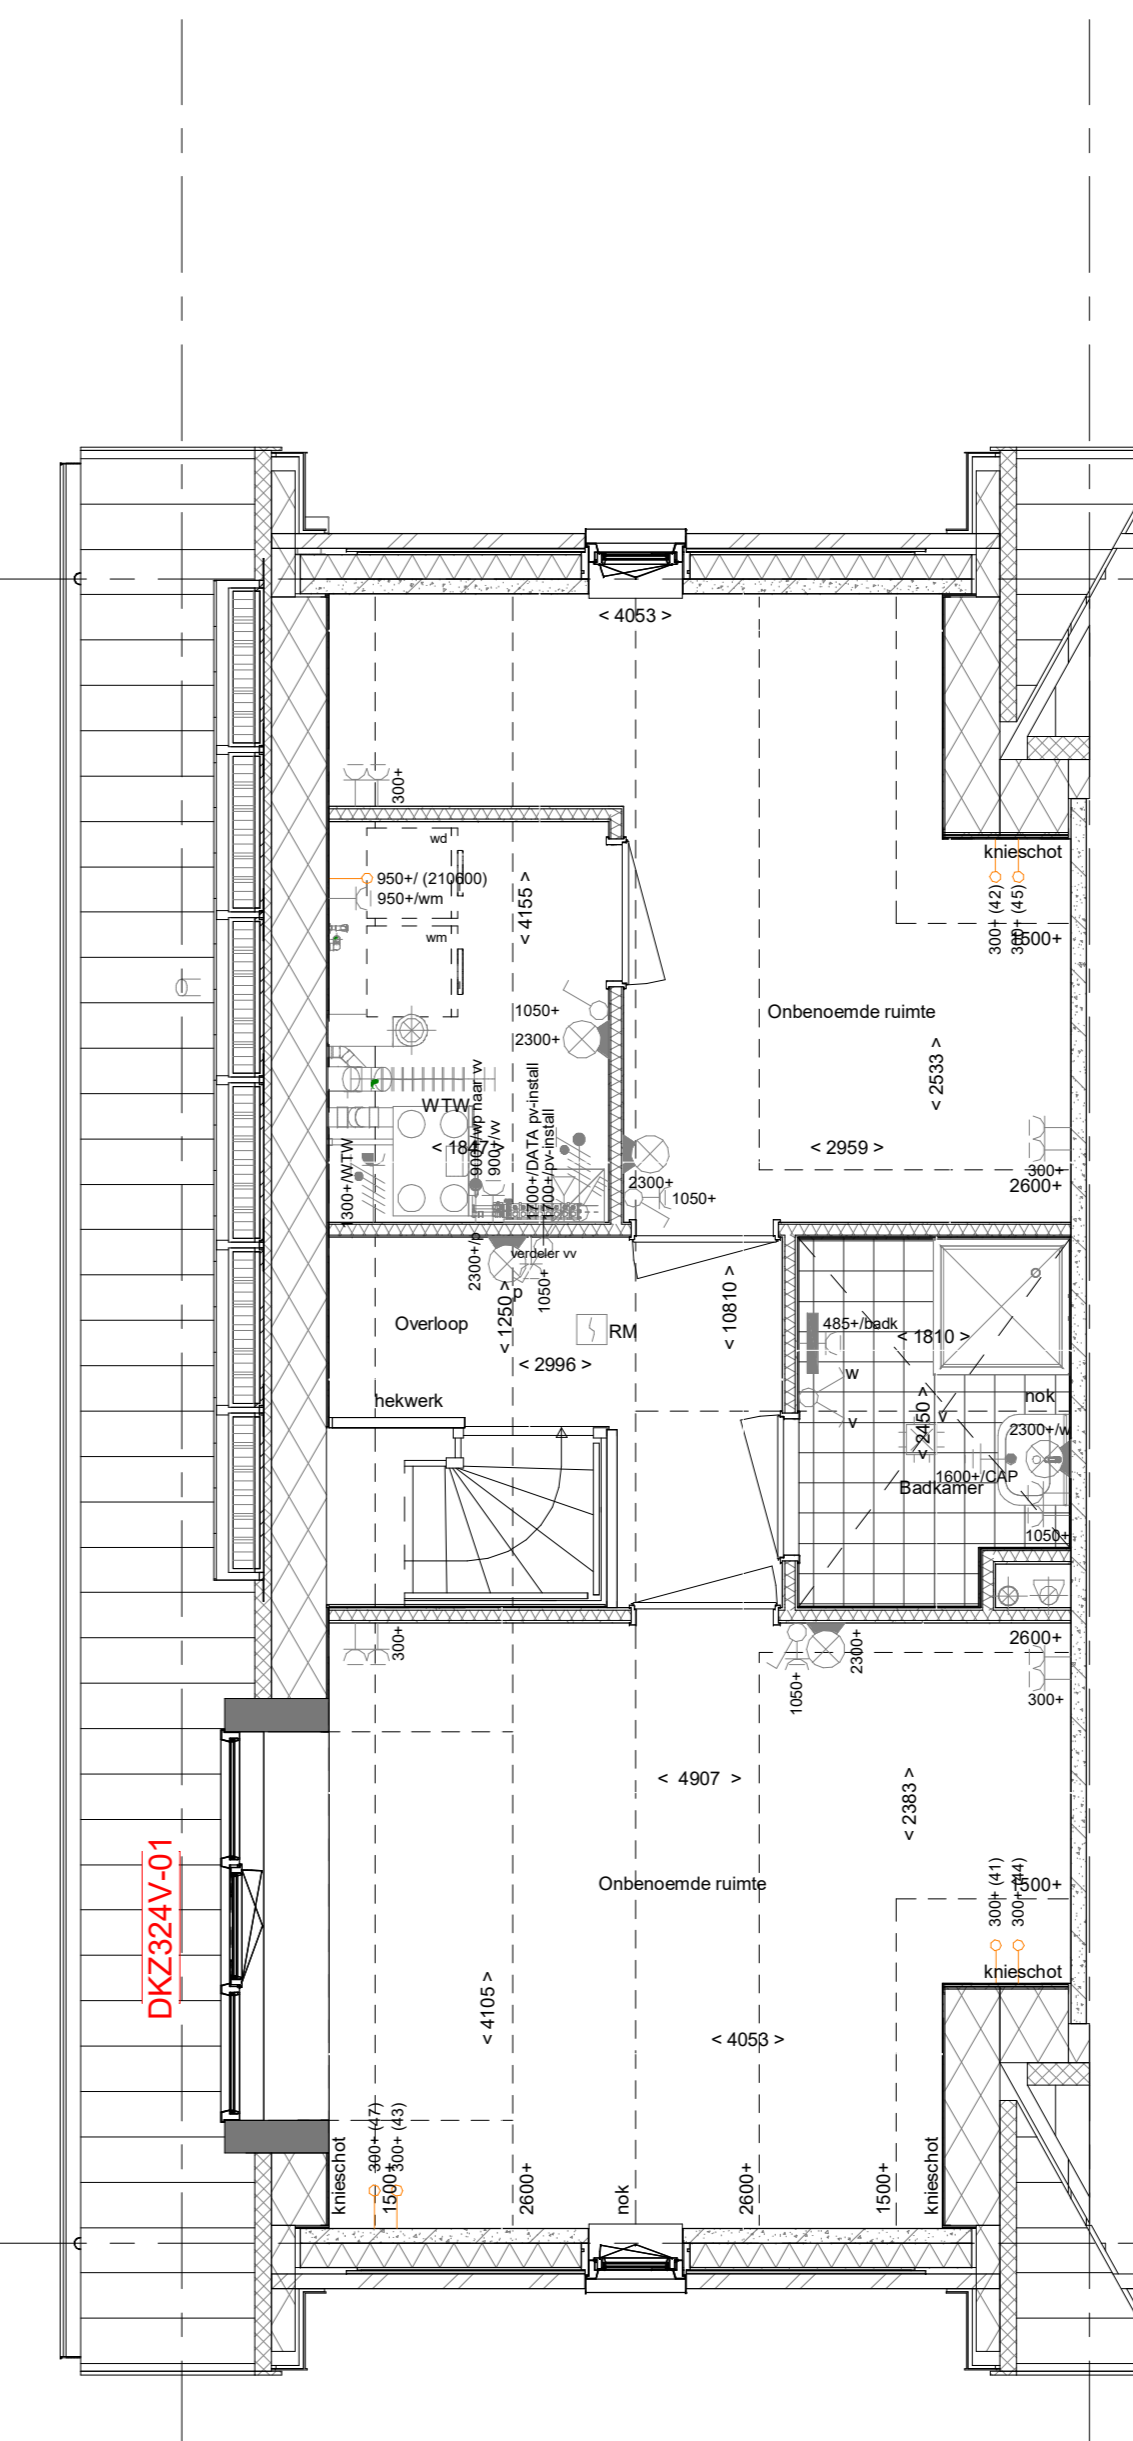 < 4053 >
300+
knieschot
wd
950+/ (210600)
950+/wm
< 4155 >
wm
300+ (42)
300+ (45)
1500+
Onbenoemde ruimte
1050+
2300+
< 2533 >
WTW
< 1847 >
900+/wp naar vv
900+/vv
1700+/DATA pv-install
1700+/pv-install
1300+/WTW
< 2959 >
300+
2600+
2300+
1050+
verdeler vv
2300+/p
p
1050+
Overloop
< 1250 >
RM
< 10810 >
< 2996 >
485+/badk
< 1810 >
w
v
hekwerk
nok
< 2450 >
v
2300+/w
1600+/CAP
Badkamer
1050+
300+
1050+
2300+
2600+
300+
< 4907 >
< 2383 >
DKZ324V-01
Onbenoemde ruimte
300+ (41)
300+ (44)
1500+
knieschot
< 4105 >
< 4053 >
knieschot
300+ (47)
300+ (43)
1500+
2600+
nok
2600+
1500+
knieschot